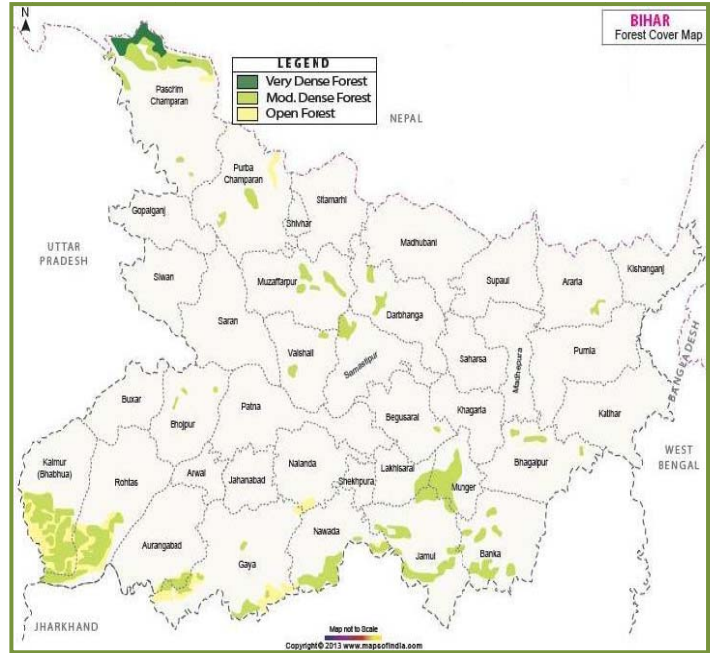 N
BIHAR
Forest Cover Map
LEGEND
Very Dense Forest
Mod. Dense Forest
Open Forest
NEPAL
Paschim
Champaran
Purba
Champaran
Sitamarhi
Shivhar
Gopalganj
Madhubani
UTTAR
PRADESH
Siwan
Muzaffarpur
Supaul
Araria
Kishanganj
Saran
Darbhanga
Vaishali
Samastipur
Saharsa
Madhepura
Purnia
BANGLADESH
Buxar
Bhojpur
Patna
Begusarai
Khagaria
Katihar
WEST
BENGAL
Kaimur
(Bhabhua)
Rohtas
Arwal
Jahanabad
Nalanda
Shekhpura
Lakhisarai
Munger
Bhagalpur
Aurangabad
Gaya
Nawada
Jamui
Banka
JHARKHAND
Map not to Scale
Copyright © 2013 www.mapsofindia.com